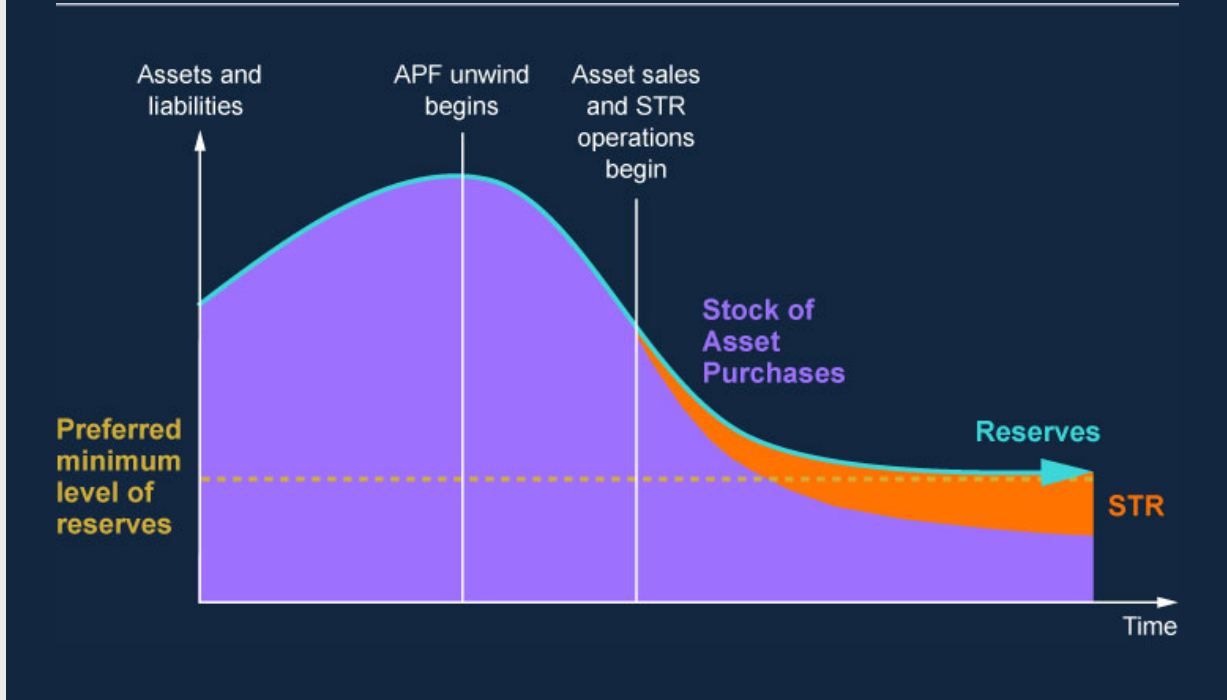 Assets and
liabilities
APF unwind
begins
Asset sales
and STR
operations
begin
Stock of
Asset
Purchases
Preferred
minimum
level of
reserves
Reserves
STR
Time